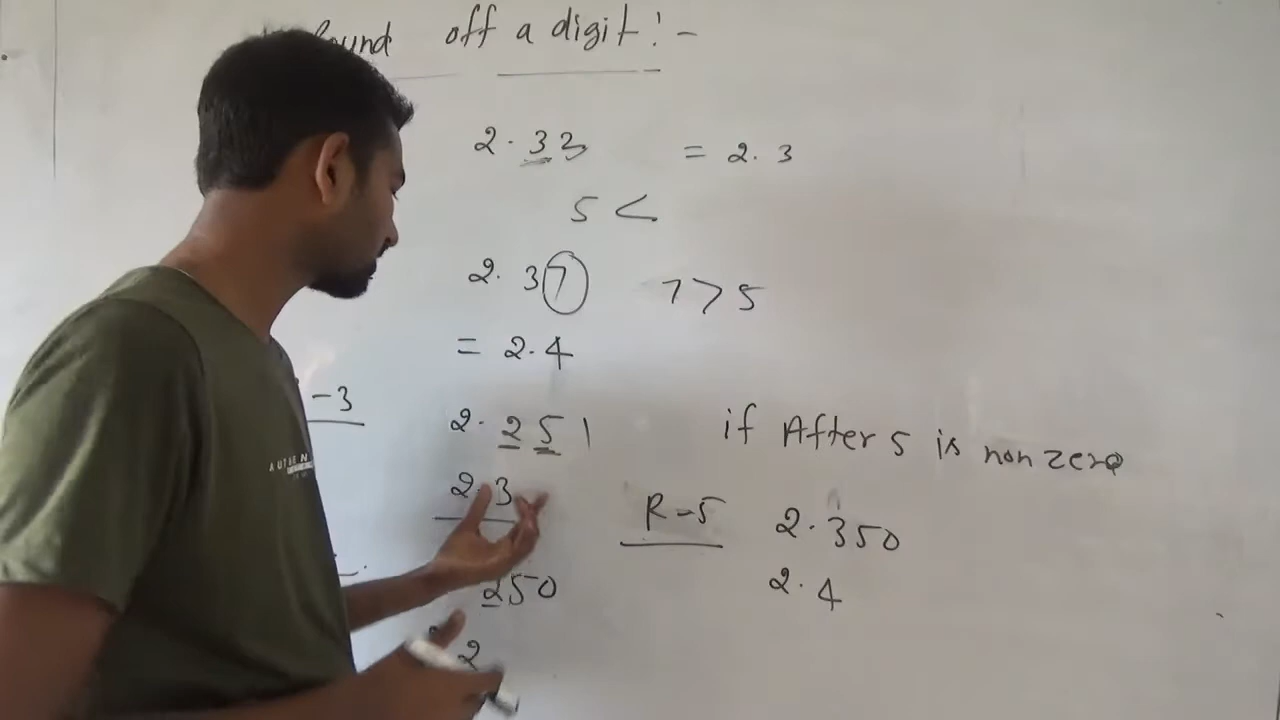 Round off a digit :-
2.33 = 2.3
5 <
2.37 7 > 5
= 2.4
-3
2.251 if After 5 is non zero
2.3
R-5 2.350
250 2.4
2
AUTHEN